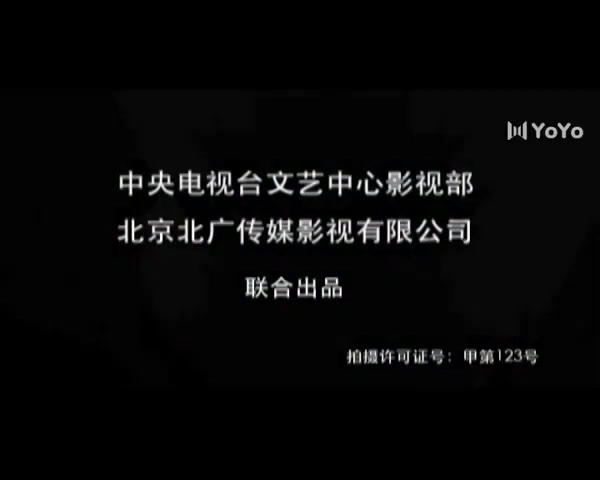 YoYo
中央电视台文艺中心影视部
北京北广传媒影视有限公司
联合出品
拍摄许可证号：甲第123号